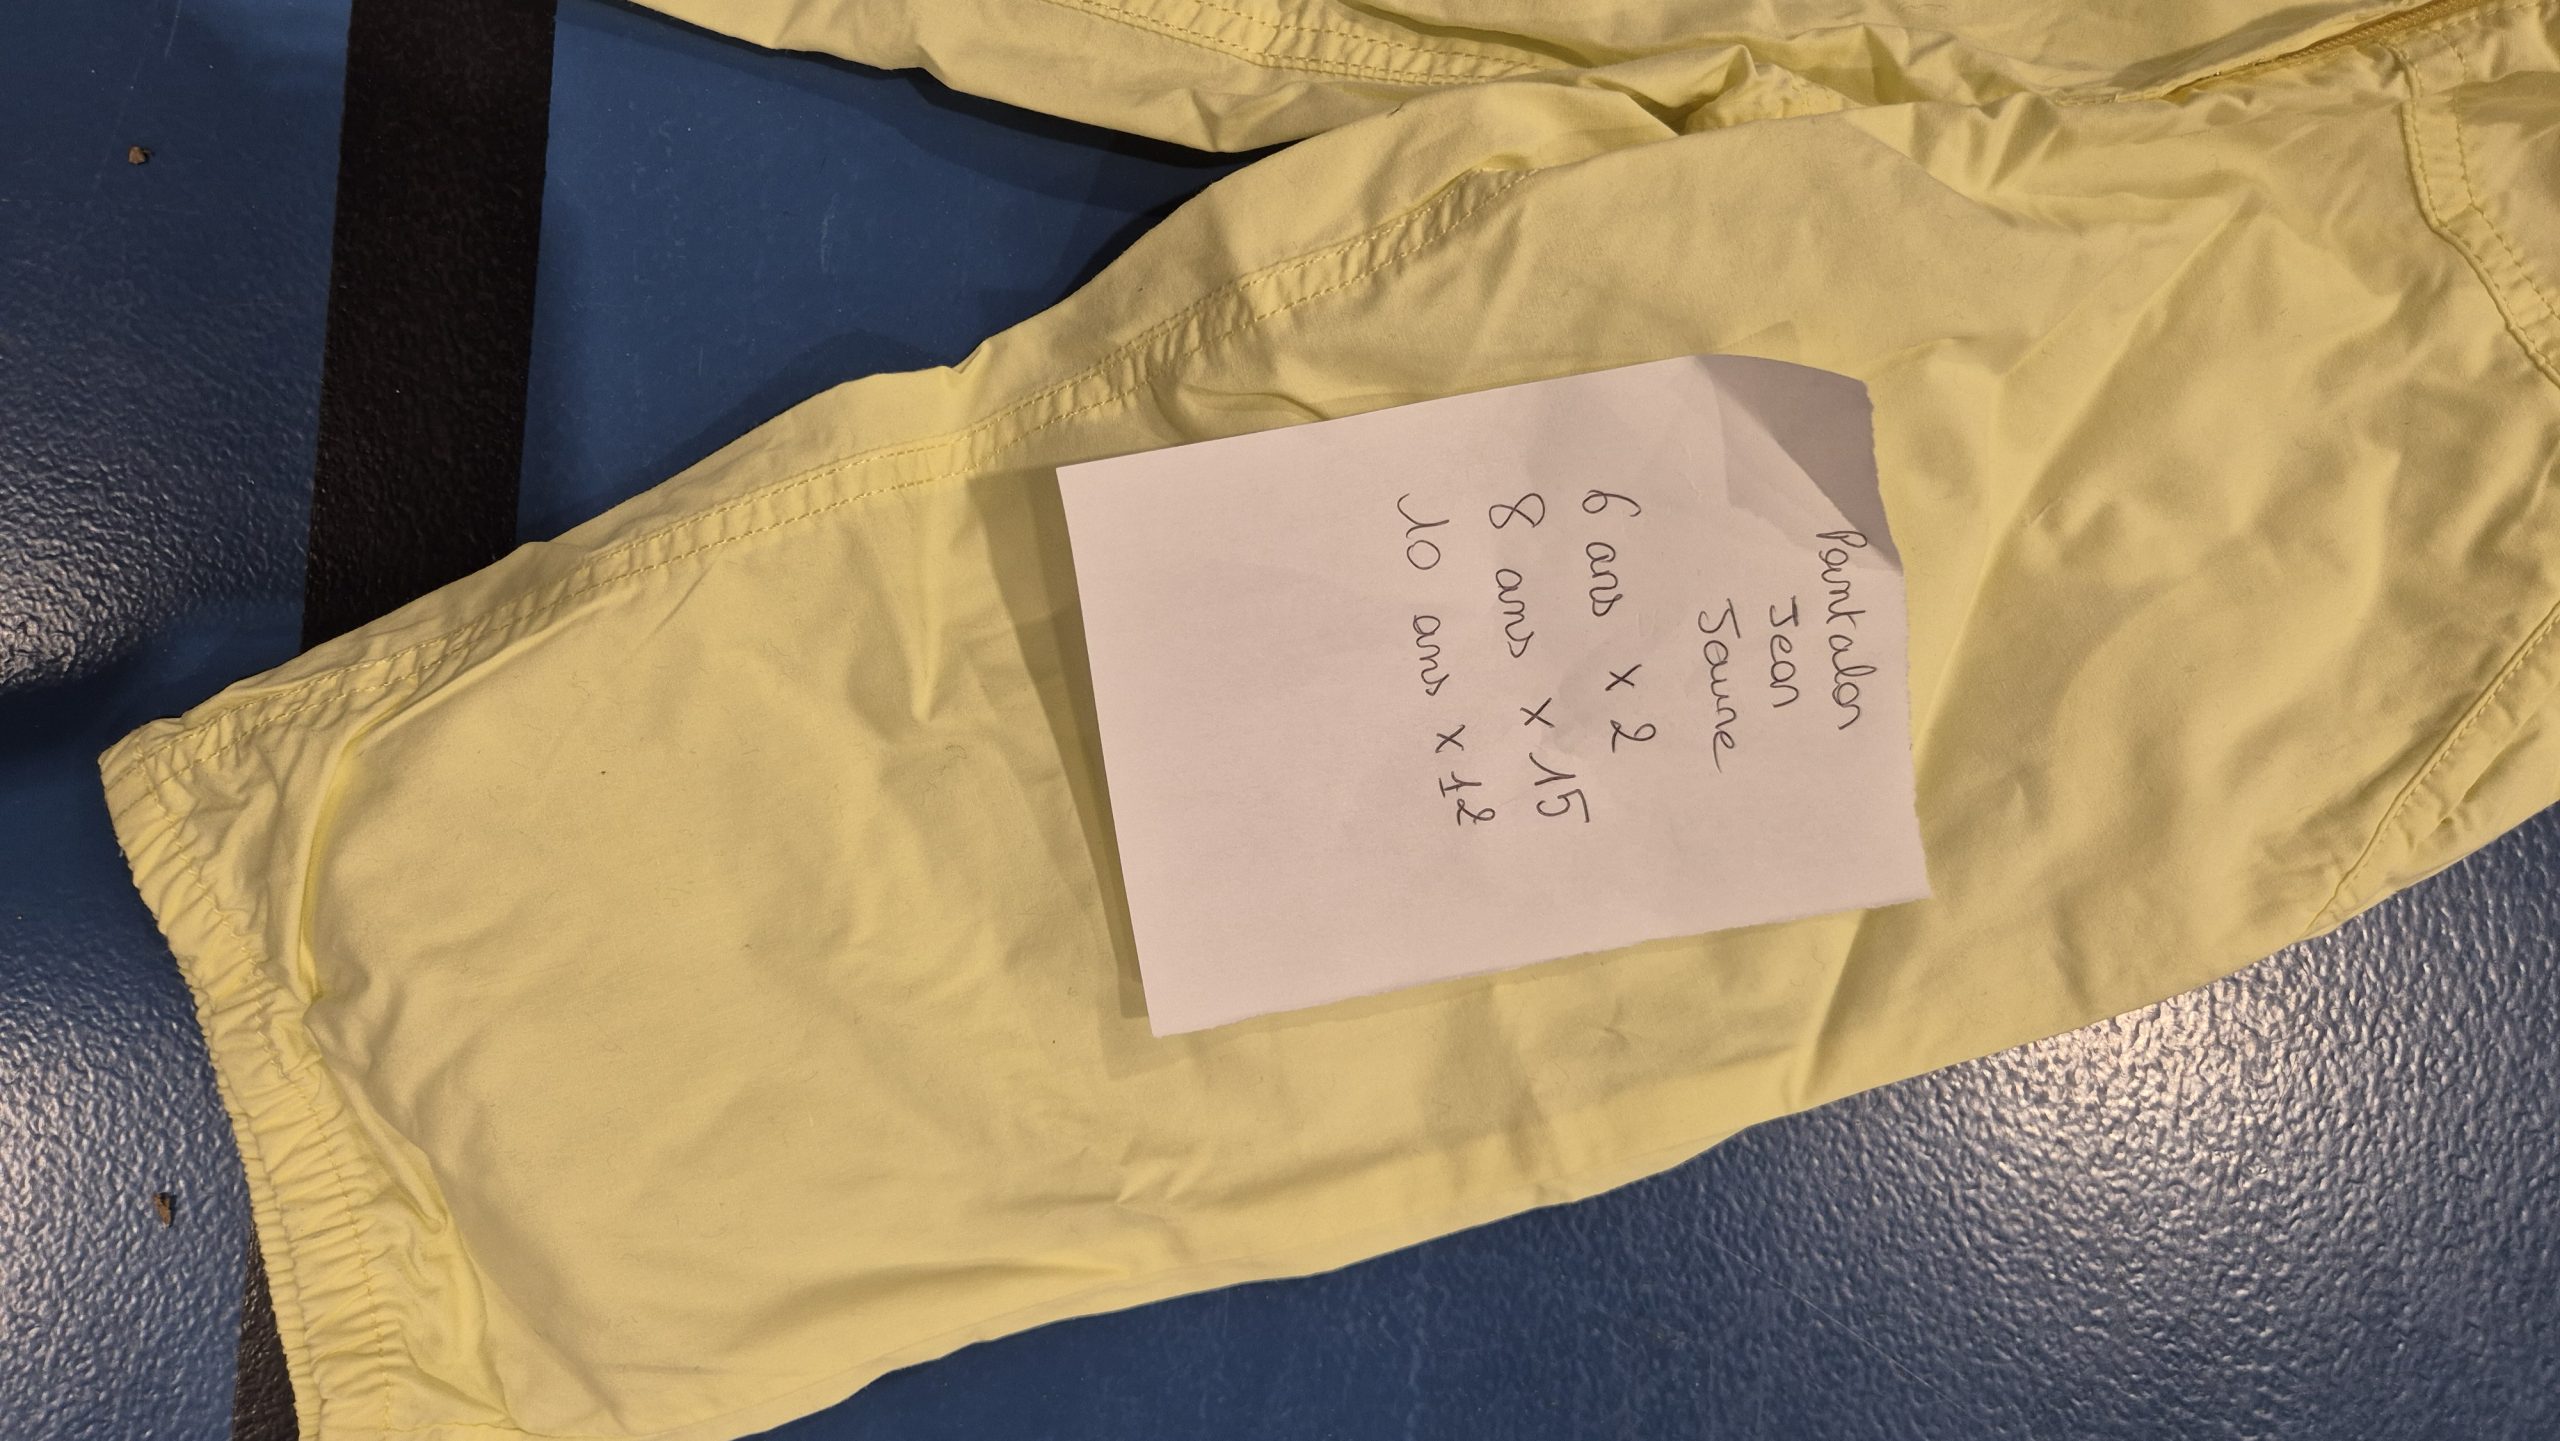 Pantalon
Jean
Jaune
6 ans x 2
8 ans x 15
10 ans x 12